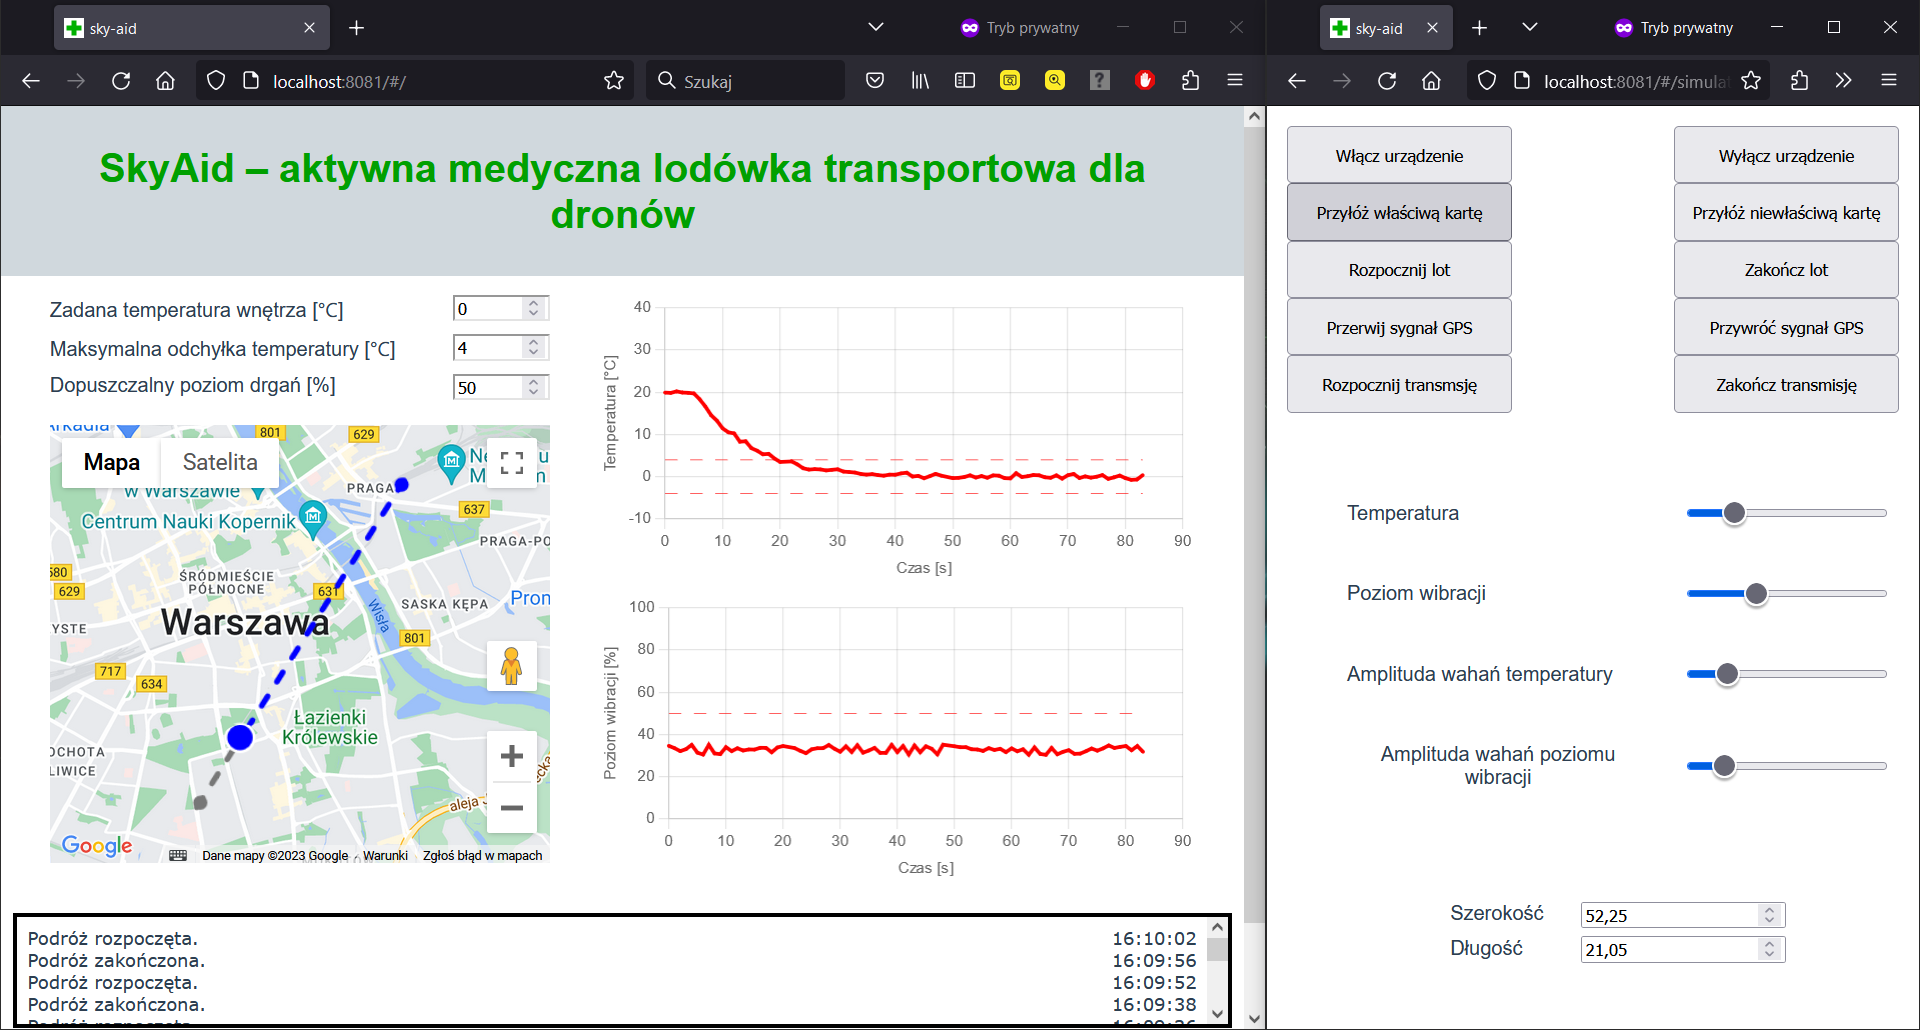 sky-aid
Tryb prywatny
localhost:8081/#/
Szukaj
SkyAid – aktywna medyczna lodówka transportowa dla
dronów
Zadana temperatura wnętrza [°C]
0
Maksymalna odchyłka temperatury [°C]
4
Dopuszczalny poziom drgań [%]
50
801
629
Mapa
Satelita
w Warszawie
PRAGA
Centrum Nauki Kopernik
637
PRAGA-PO
580
629
ŚRÓDMIEŚCIE
PÓŁNOCNE
631
SASKA KĘPA
Pron
Warszawa
Wisła
YSTE
801
717
634
Łazienki
Królewskie
OCHOTA
LIWICE
aleja
Google
Dane mapy ©2023 Google
Warunki
Zgłoś błąd w mapach
Temperatura [°C]
40
30
20
10
0
-10
0 10 20 30 40 50 60 70 80 90
Czas [s]
Poziom wibracji [%]
100
80
60
40
20
0
0 10 20 30 40 50 60 70 80 90
Czas [s]
Podróż rozpoczęta. 16:10:02
Podróż zakończona. 16:09:56
Podróż rozpoczęta. 16:09:52
Podróż zakończona. 16:09:38
sky-aid
Tryb prywatny
localhost:8081/#/simula
Włącz urządzenie
Wyłącz urządzenie
Przyłóż właściwą kartę
Przyłóż niewłaściwą kartę
Rozpocznij lot
Zakończ lot
Przerwij sygnał GPS
Przywróć sygnał GPS
Rozpocznij transmsję
Zakończ transmisję
Temperatura
Poziom wibracji
Amplituda wahań temperatury
Amplituda wahań poziomu
wibracji
Szerokość
52,25
Długość
21,05